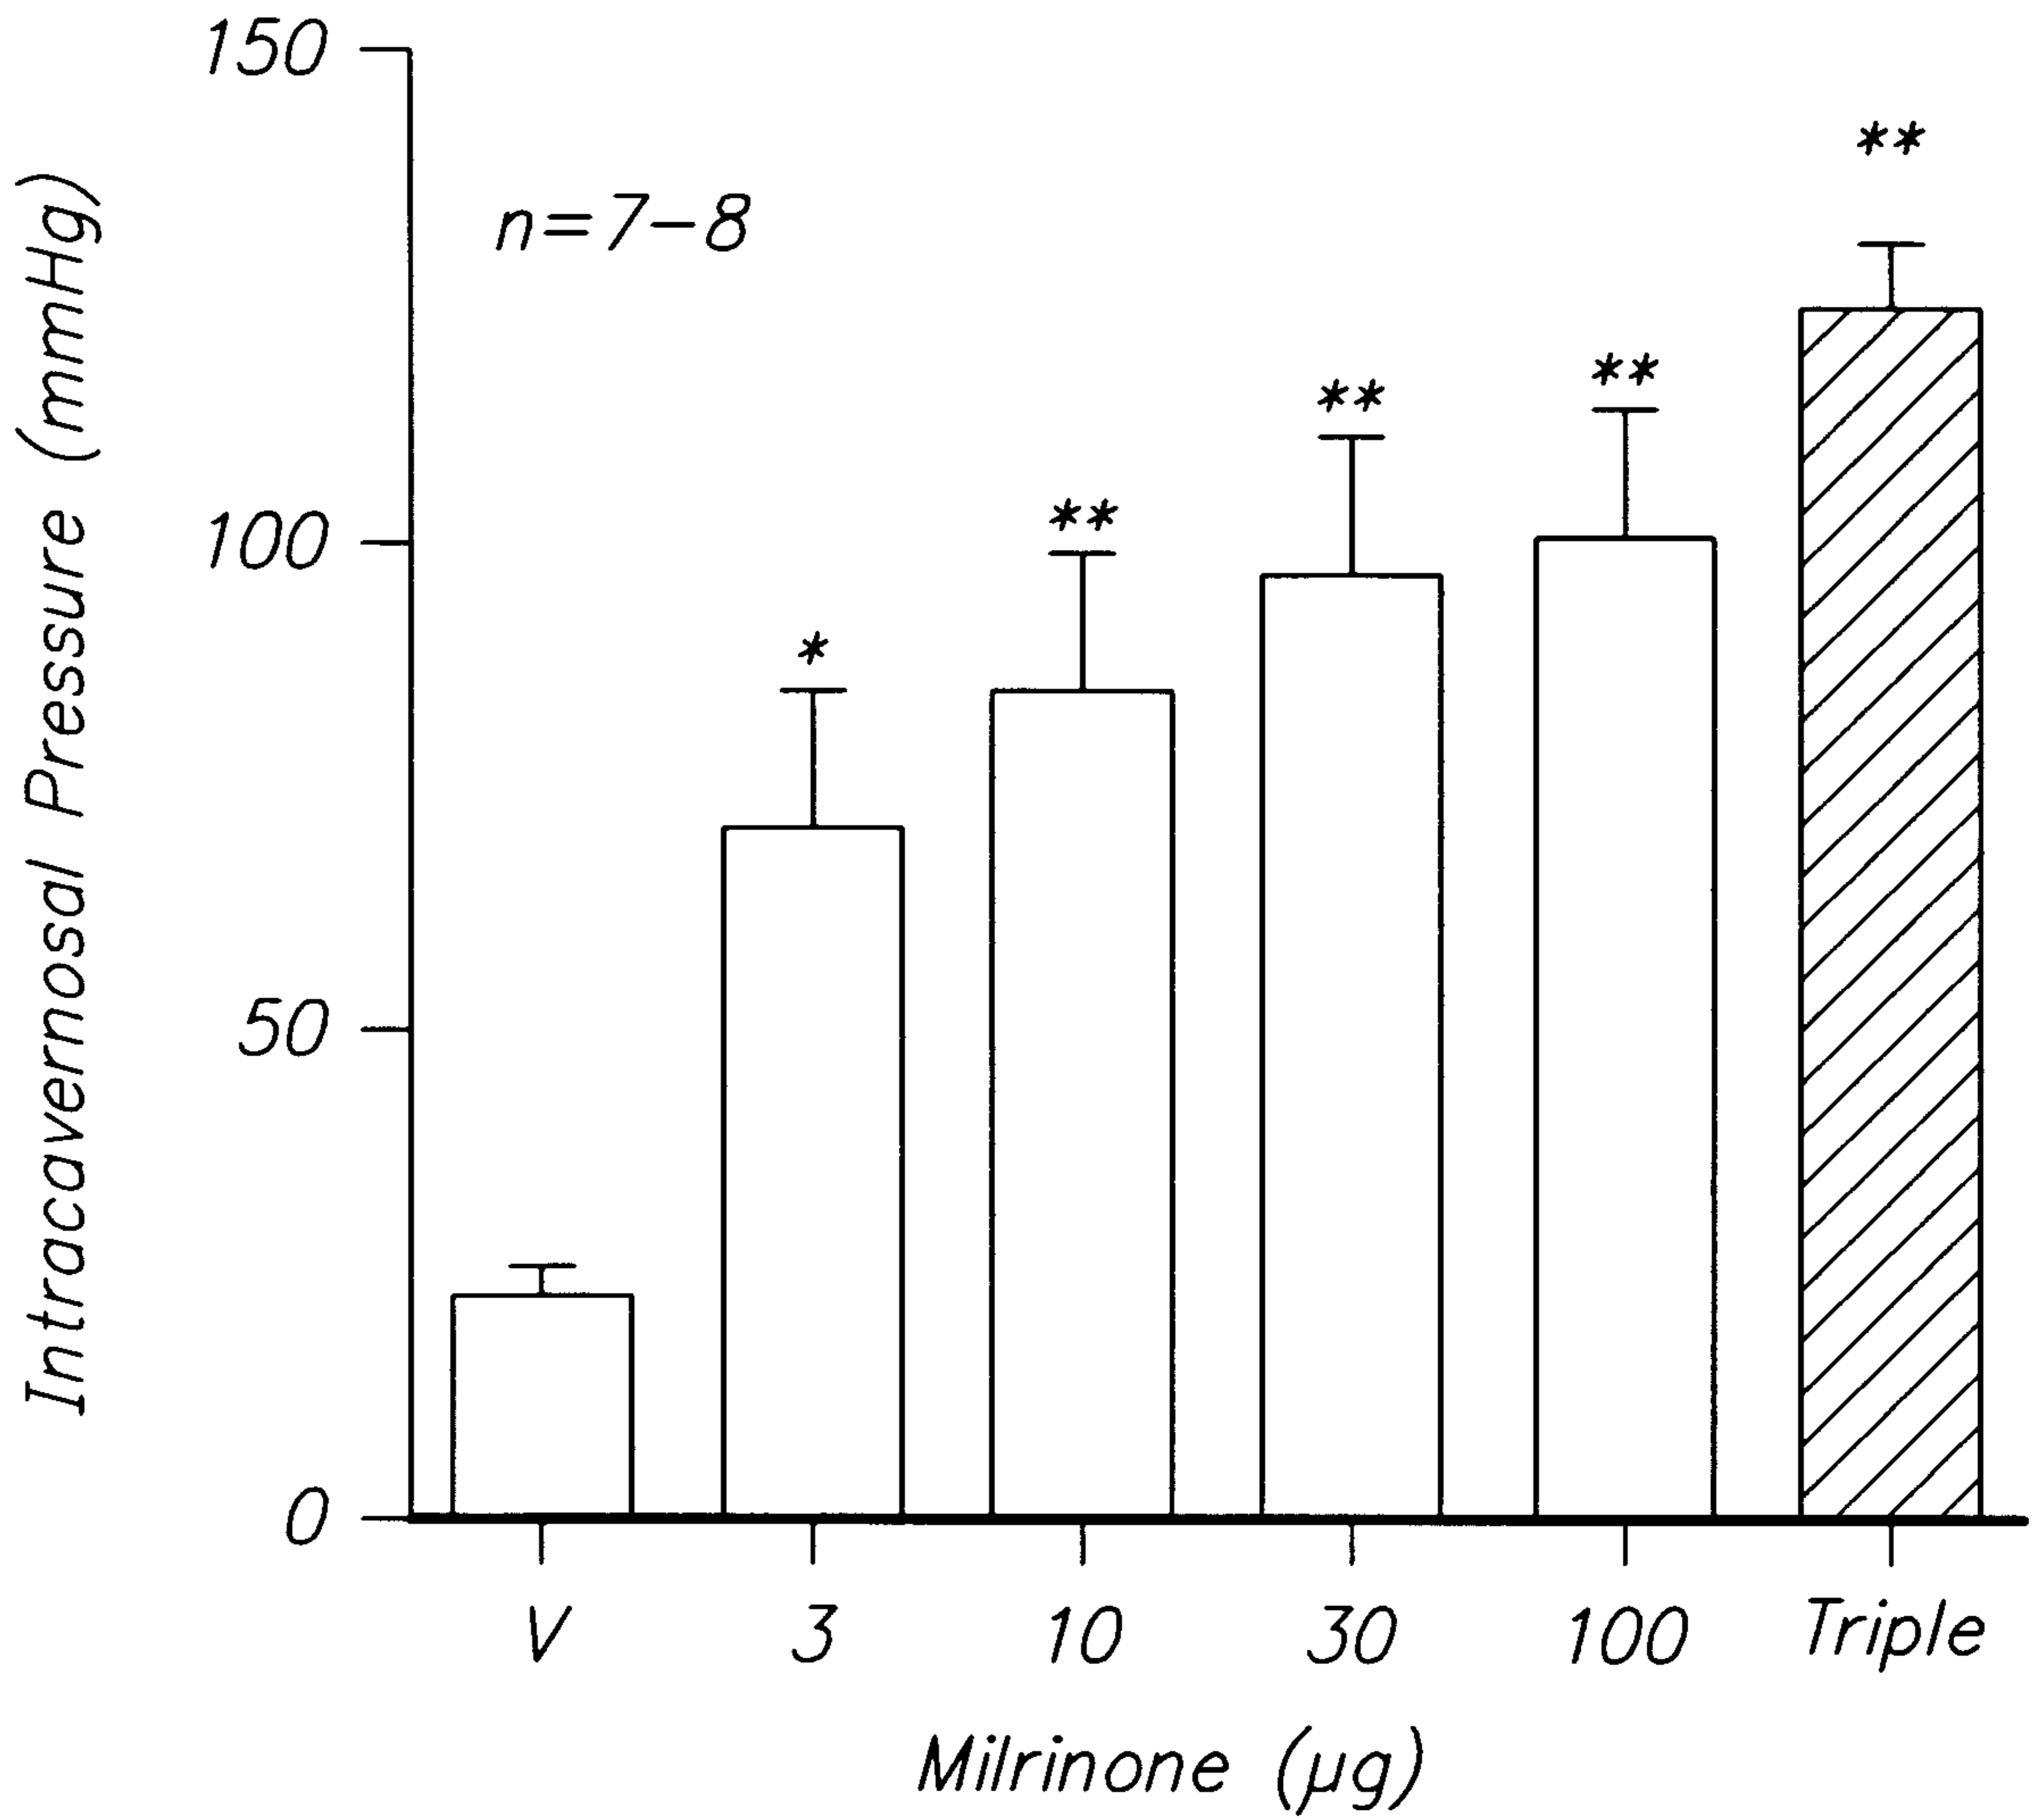 Intracavernosal Pressure (mmHg)
150
100
50
0
n=7-8
*
**
**
**
**
V 3 10 30 100 Triple
Milrinone (µg)